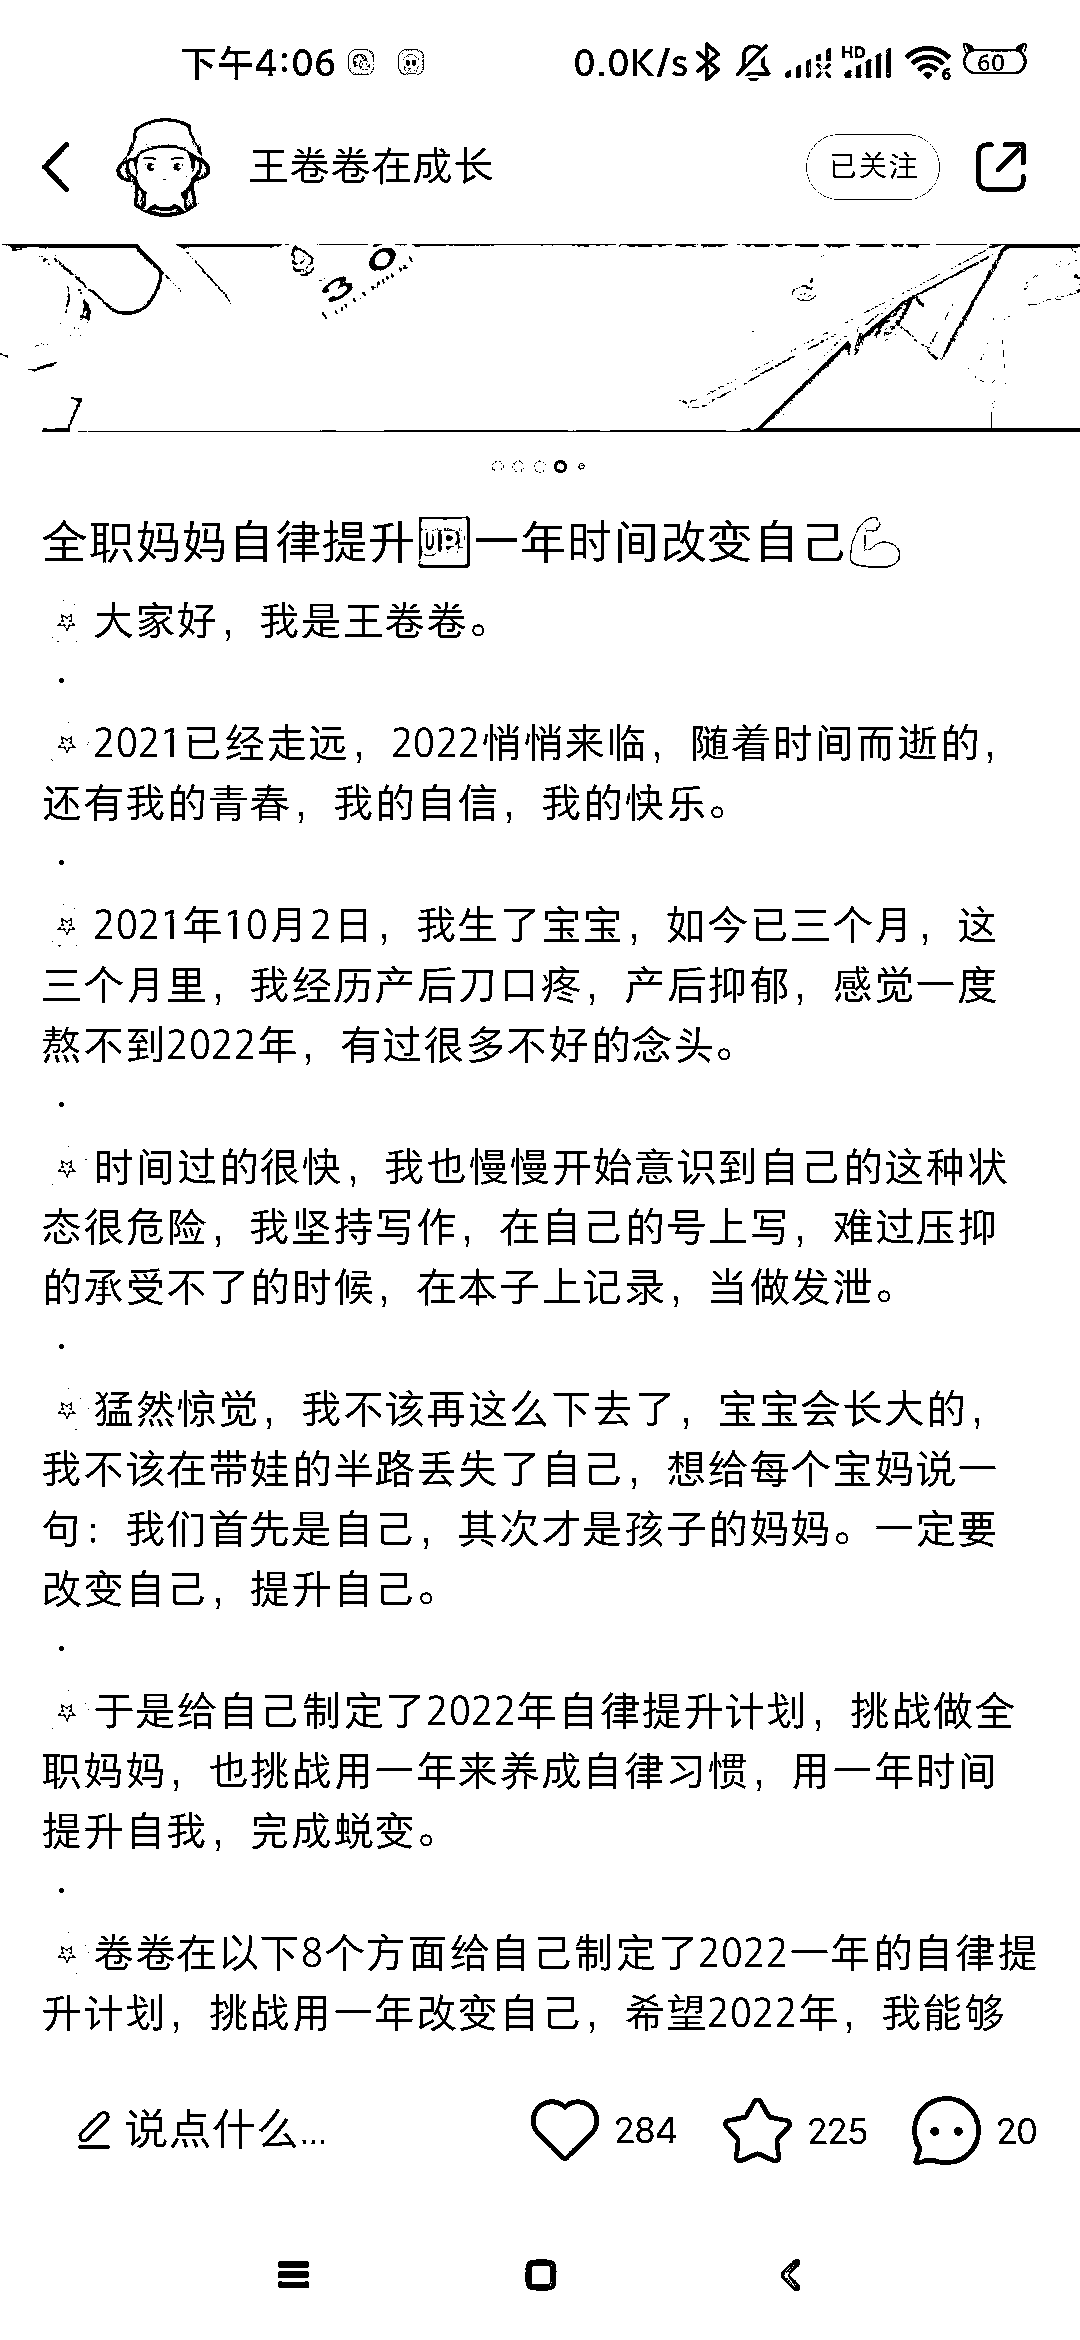 下午4:06 0.0K/s HD 6 60
王卷卷在成长 已关注
3 0
全职妈妈自律提升🆙一年时间改变自己💪
大家好，我是王卷卷。
·
2021已经走远，2022悄悄来临，随着时间而逝的，
还有我的青春，我的自信，我的快乐。
·
2021年10月2日，我生了宝宝，如今已三个月，这
三个月里，我经历产后刀口疼，产后抑郁，感觉一度
熬不到2022年，有过很多不好的念头。
·
时间过的很快，我也慢慢开始意识到自己的这种状
态很危险，我坚持写作，在自己的号上写，难过压抑
的承受不了的时候，在本子上记录，当做发泄。
·
猛然惊觉，我不该再这么下去了，宝宝会长大的，
我不该在带娃的半路丢失了自己，想给每个宝妈说一
句：我们首先是自己，其次才是孩子的妈妈。一定要
改变自己，提升自己。
·
于是给自己制定了2022年自律提升计划，挑战做全
职妈妈，也挑战用一年来养成自律习惯，用一年时间
提升自我，完成蜕变。
·
卷卷在以下8个方面给自己制定了2022一年的自律提
升计划，挑战用一年改变自己，希望2022年，我能够
说点什么... 284 225 20